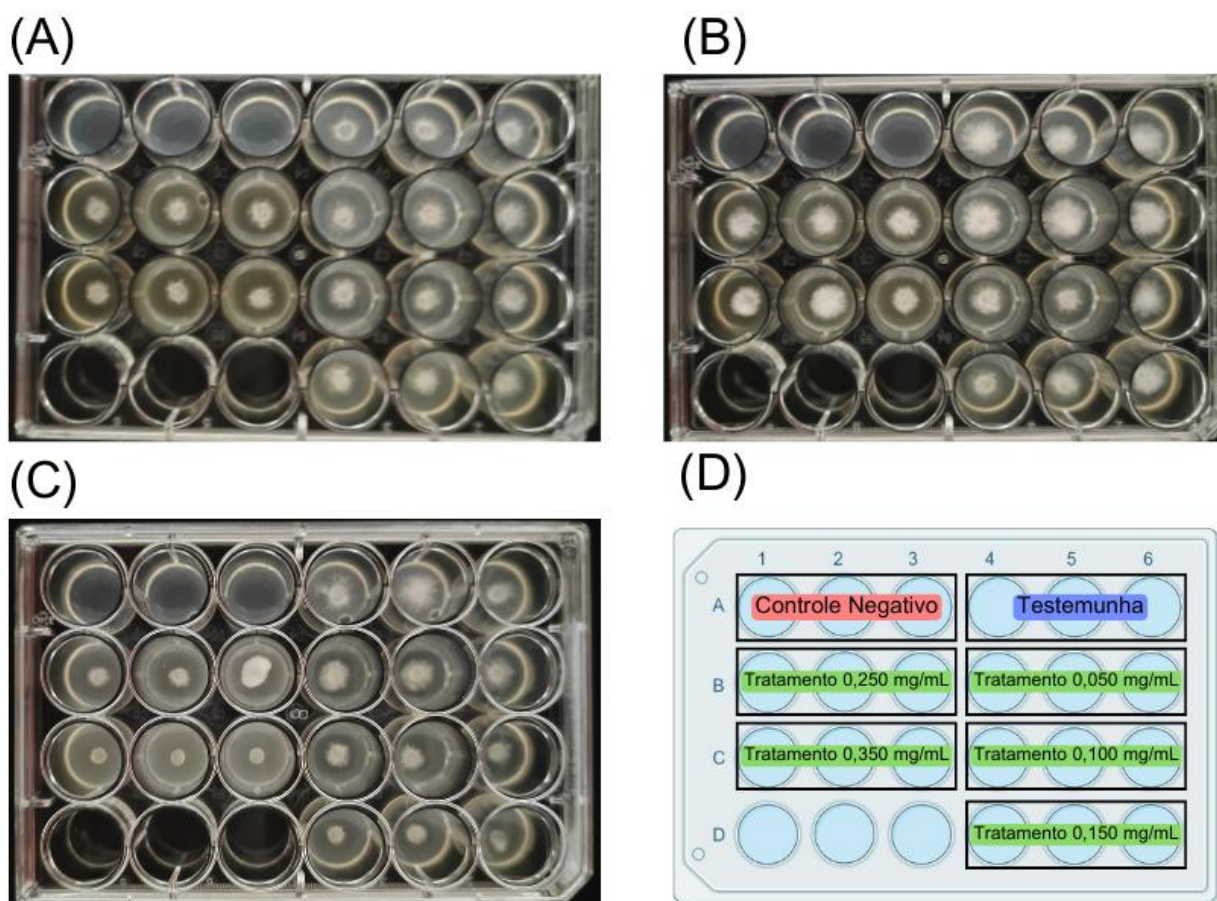 (A)
(B)
(C)
(D)
1 2 3 4 5 6
A
Controle Negativo
Testemunha
B
Tratamento 0,250 mg/mL
Tratamento 0,050 mg/mL
C
Tratamento 0,350 mg/mL
Tratamento 0,100 mg/mL
D
Tratamento 0,150 mg/mL